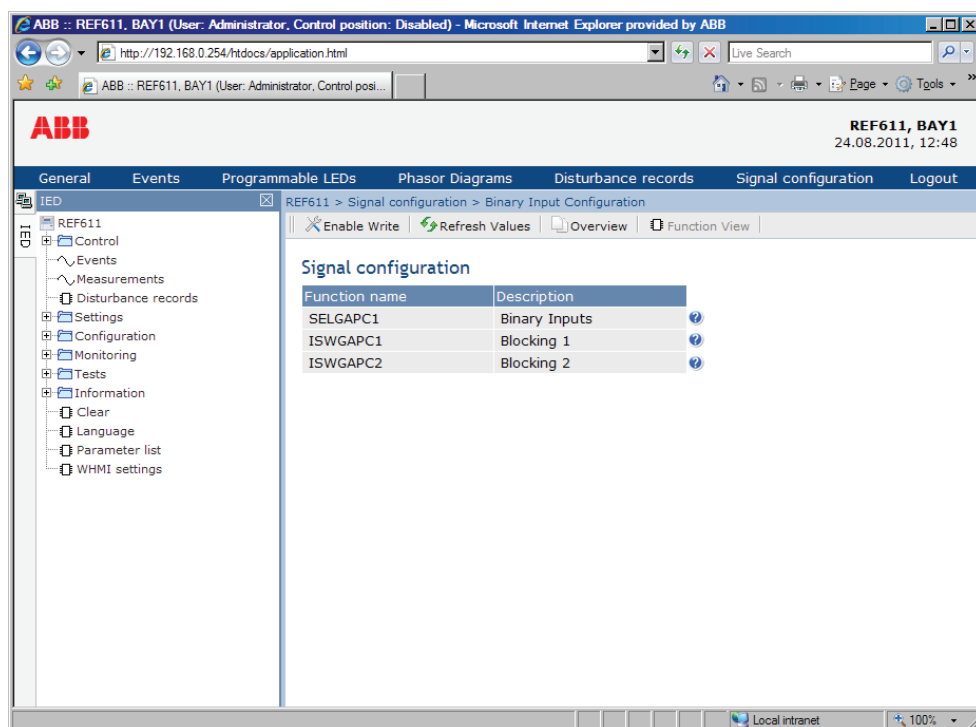 ABB :: REF611, BAY1 (User: Administrator, Control position: Disabled) - Microsoft Internet Explorer provided by ABB
http://192.168.0.254/htdocs/application.html
Live Search
ABB :: REF611, BAY1 (User: Administrator, Control posi...
Page
Tools
ABB
REF611, BAY1
24.08.2011, 12:48
General Events Programmable LEDs Phasor Diagrams Disturbance records Signal configuration Logout
IED
IED
REF611 > Signal configuration > Binary Input Configuration
Enable Write Refresh Values Overview Function View
REF611
Control
Events
Measurements
Disturbance records
Settings
Configuration
Monitoring
Tests
Information
Clear
Language
Parameter list
WHMI settings
Signal configuration
Function name Description
SELGAPC1 Binary Inputs
ISWGAPC1 Blocking 1
ISWGAPC2 Blocking 2
Local intranet
100%